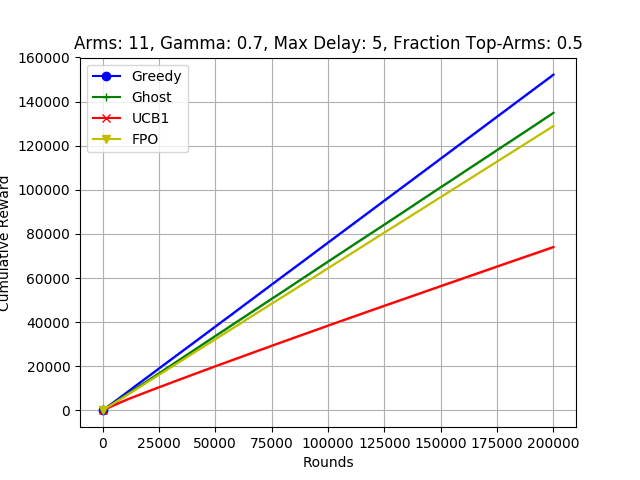 Arms: 11, Gamma: 0.7, Max Delay: 5, Fraction Top-Arms: 0.5
Greedy
Ghost
UCB1
FPO
160000
140000
120000
100000
80000
60000
40000
20000
0
Cumulative Reward
0 25000 50000 75000 100000 125000 150000 175000 200000
Rounds